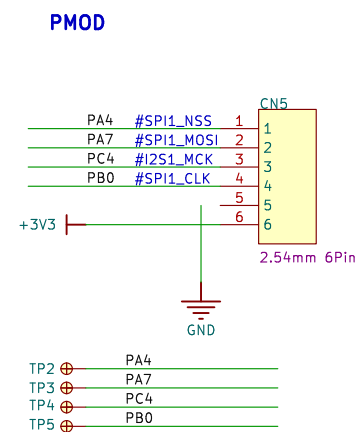 PMOD
CN5
PA4 #SPI1_NSS 1 1
PA7 #SPI1_MOSI 2 2
PC4 #I2S1_MCK 3 3
PB0 #SPI1_CLK 4 4
5 5
+3V3 6 6
2.54mm 6Pin
GND
TP2 PA4
TP3 PA7
TP4 PC4
TP5 PB0